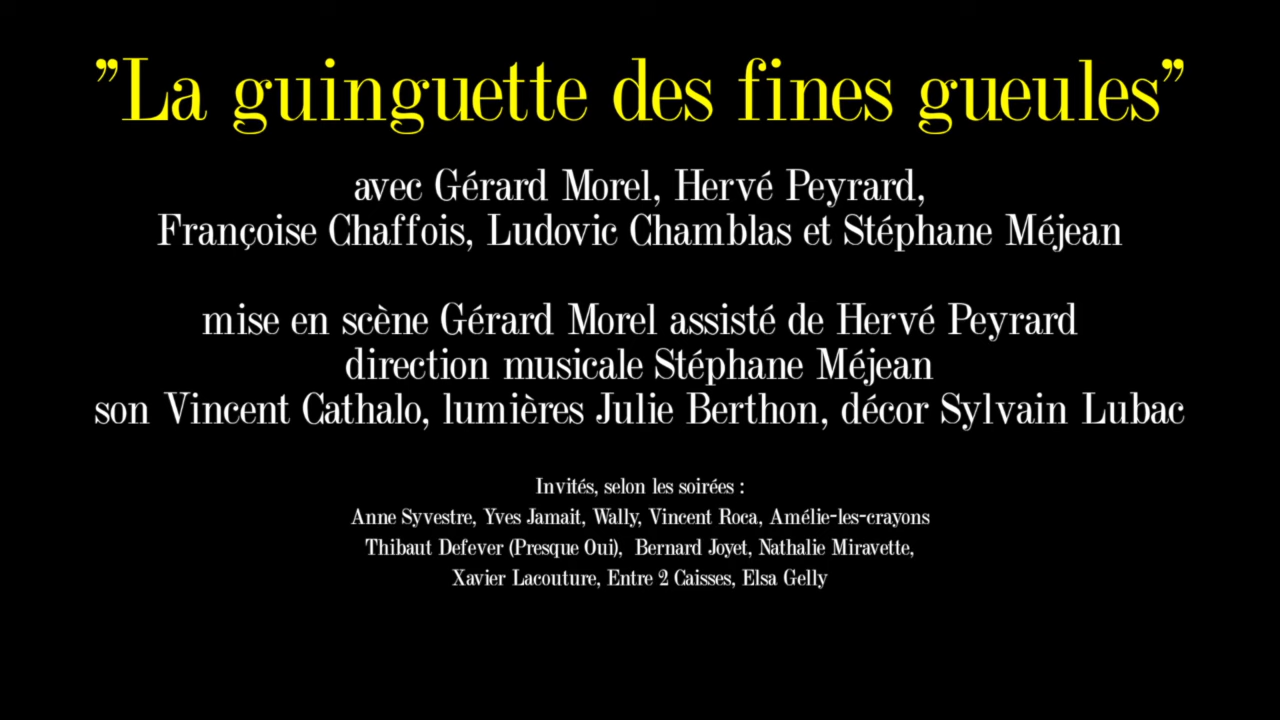 ”La guinguette des fines gueules”
avec Gérard Morel, Hervé Peyrard,
Françoise Chaffois, Ludovic Chamblas et Stéphane Méjean
mise en scène Gérard Morel assisté de Hervé Peyrard
direction musicale Stéphane Méjean
son Vincent Cathalo, lumières Julie Berthon, décor Sylvain Lubac
Invités, selon les soirées :
Anne Syvestre, Yves Jamait, Wally, Vincent Roca, Amélie-les-crayons
Thibaut Defever (Presque Oui), Bernard Joyet, Nathalie Miravette,
Xavier Lacouture, Entre 2 Caisses, Elsa Gelly